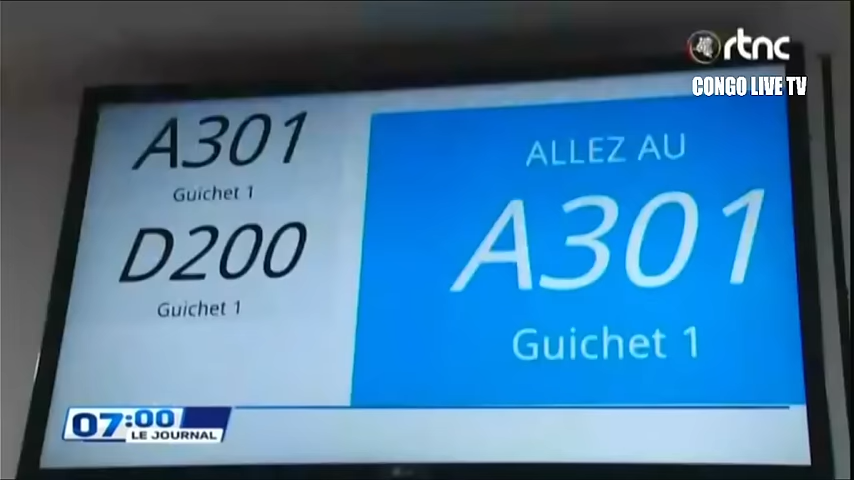 rtnc
CONGO LIVE TV
A301
Guichet 1
D200
Guichet 1
ALLEZ AU
A301
Guichet 1
07:00
LE JOURNAL